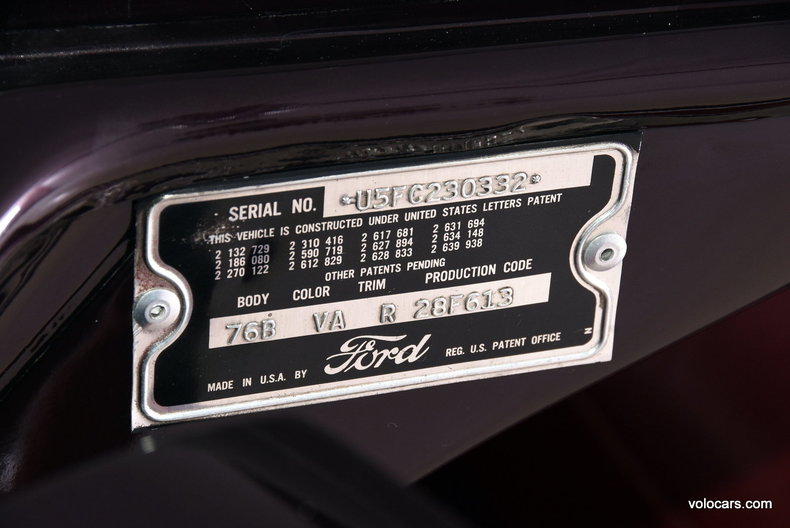 SERIAL NO. *U5FG230332*
THIS VEHICLE IS CONSTRUCTED UNDER UNITED STATES LETTERS PATENT
2 132 729 2 310 416 2 617 681 2 631 694
2 186 080 2 590 719 2 627 894 2 634 148
2 270 122 2 612 829 2 628 833 2 639 938
OTHER PATENTS PENDING
BODY COLOR TRIM PRODUCTION CODE
76B VA R 28F613
MADE IN U.S.A. BY Ford REG. U.S. PATENT OFFICE
N
volocars.com